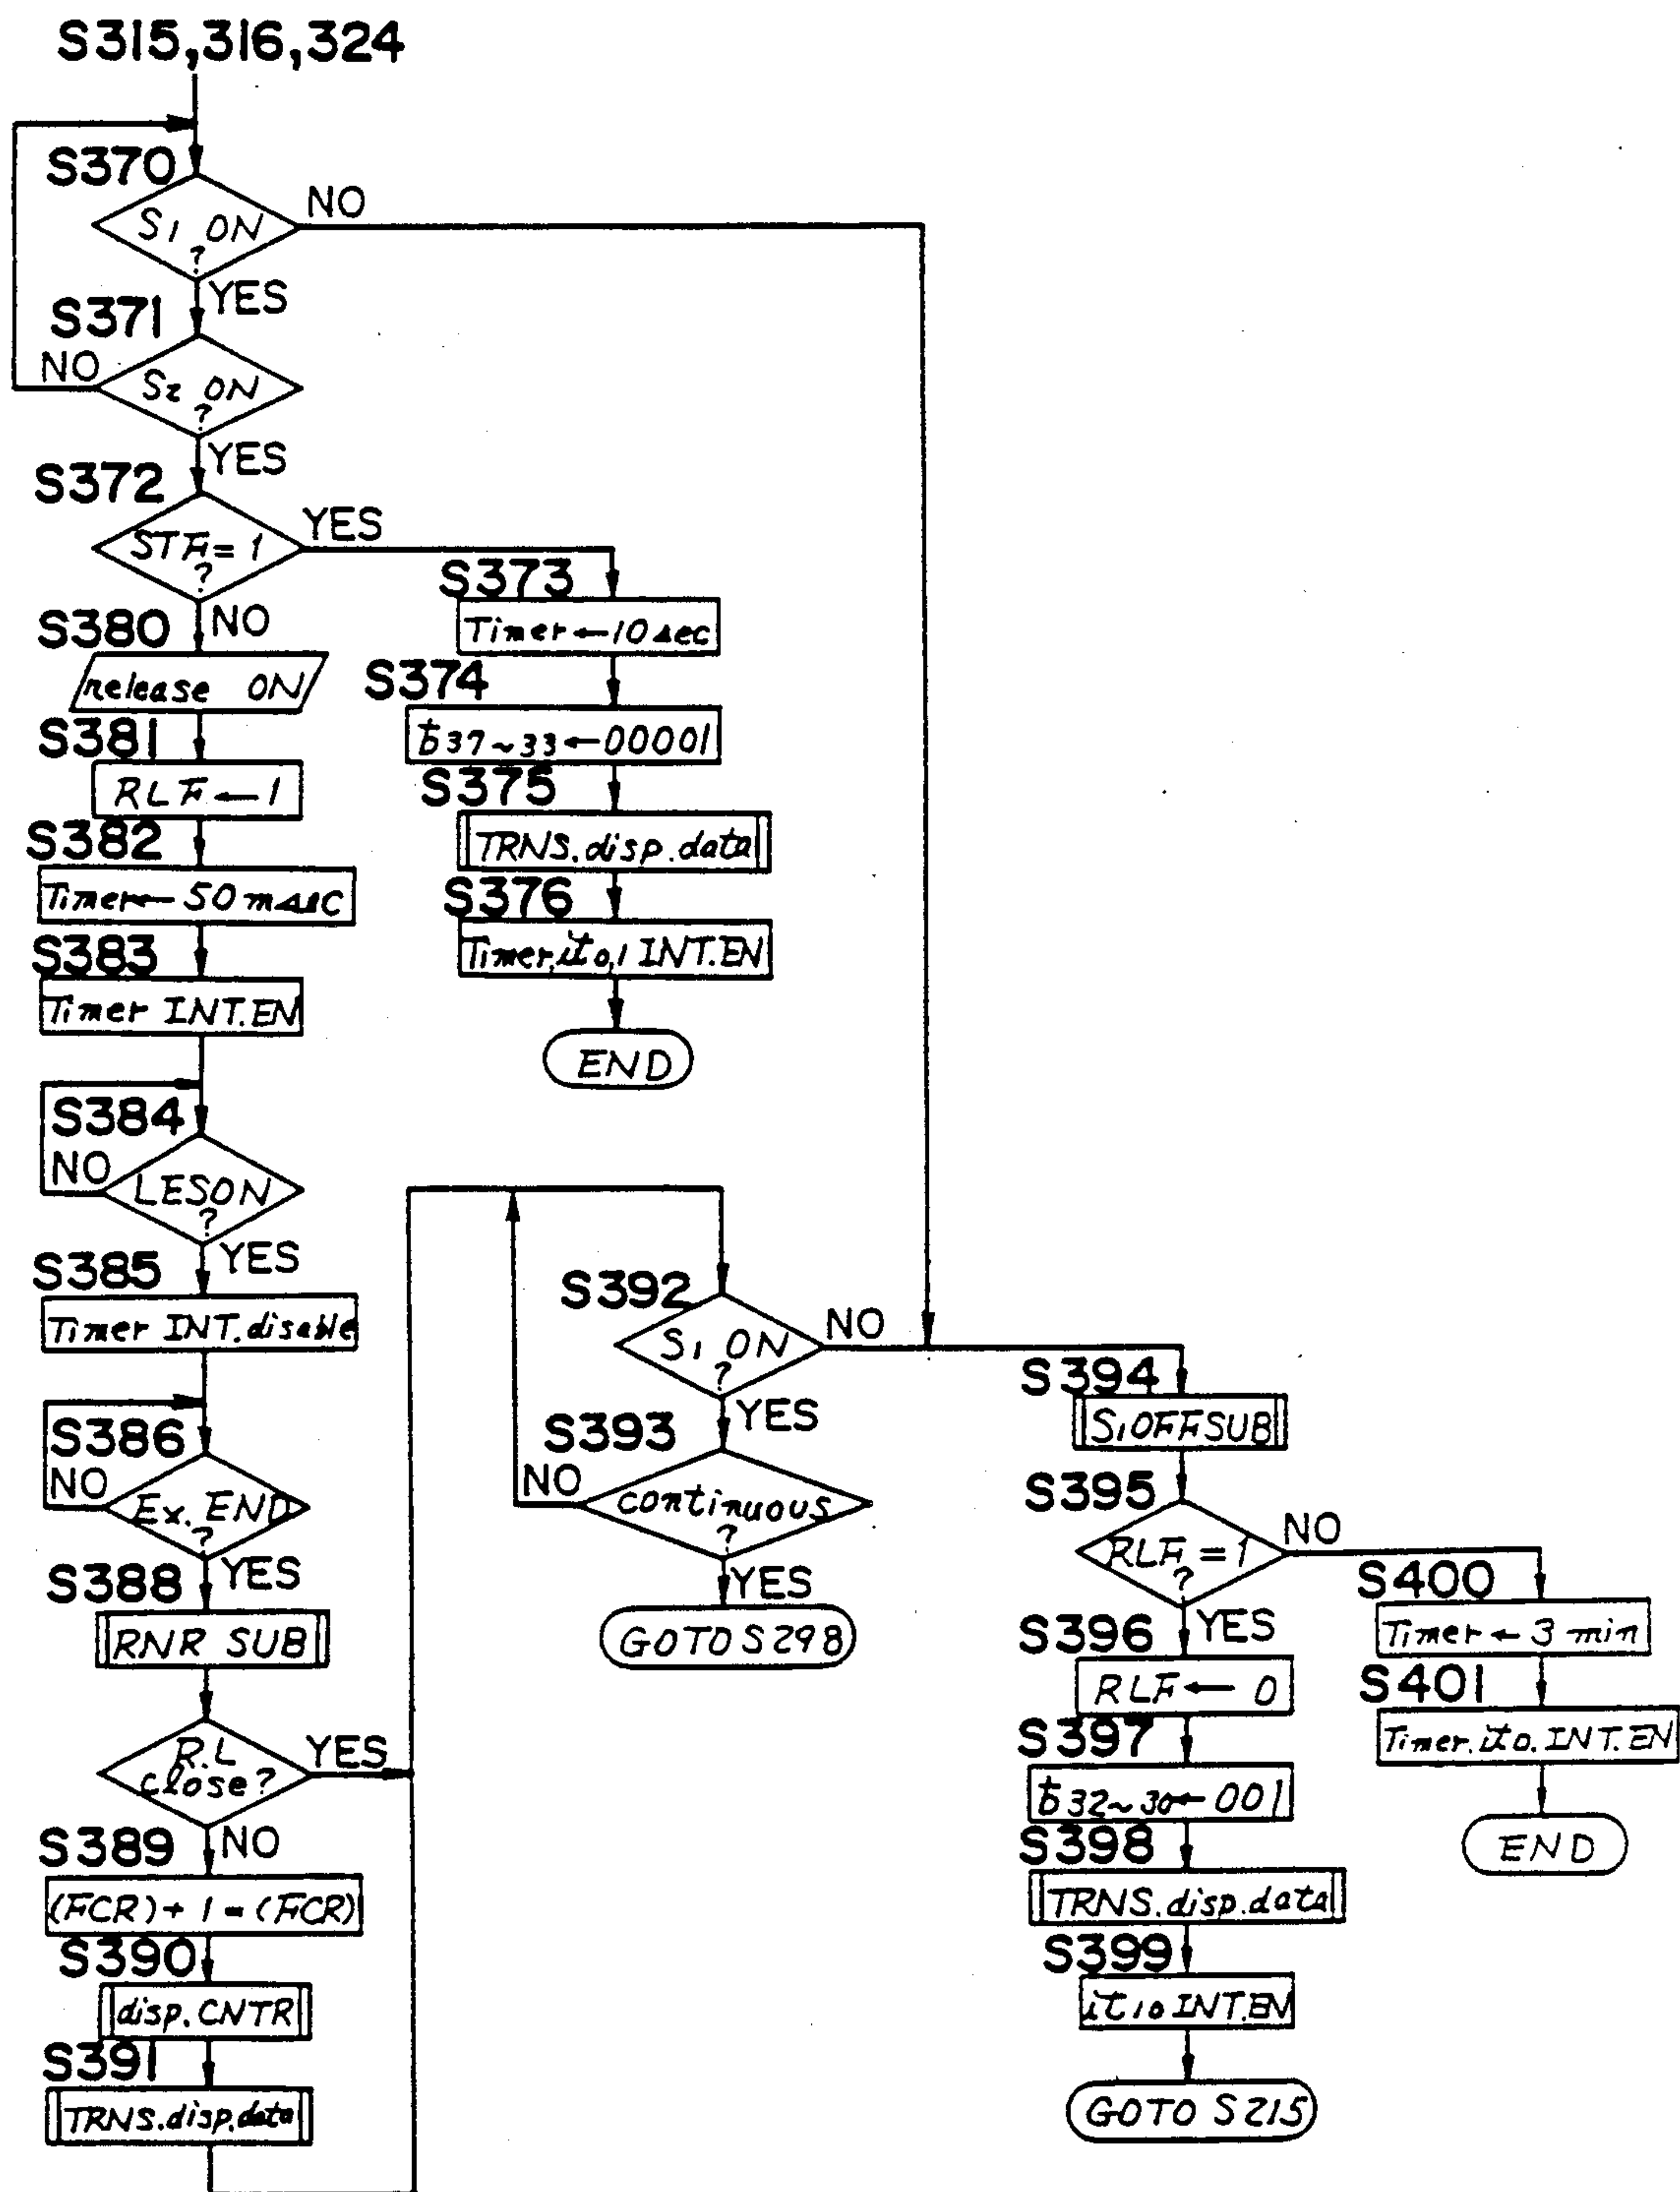 S315,316,324
S370
S1 ON
?
NO
YES
S371
S2 ON
?
NO
YES
S372
STF=1
?
YES
NO
S373
Timer←10sec
S374
b37~33←00001
S375
TRNS.disp.data
S376
Timer,it0,1 INT.EN
END
S380
release ON
S381
RLF←1
S382
Timer←50msec
S383
Timer INT.EN
S384
LESON
?
NO
YES
S385
Timer INT.disable
S386
Ex.END
?
NO
YES
S388
RNR SUB
R.L
close?
YES
NO
S389
(FCR)+1=(FCR)
S390
disp.CNTR
S391
TRNS.disp.data
S392
S1 ON
?
NO
YES
S393
continuous
?
NO
YES
GOTO S298
S394
S1OFFSUB
S395
RLF=1
?
NO
YES
S396
RLF←0
S397
b32~30←001
S398
TRNS.disp.data
S399
it10 INT.EN
GOTO S215
S400
Timer←3min
S401
Timer.it0.INT.EN
END